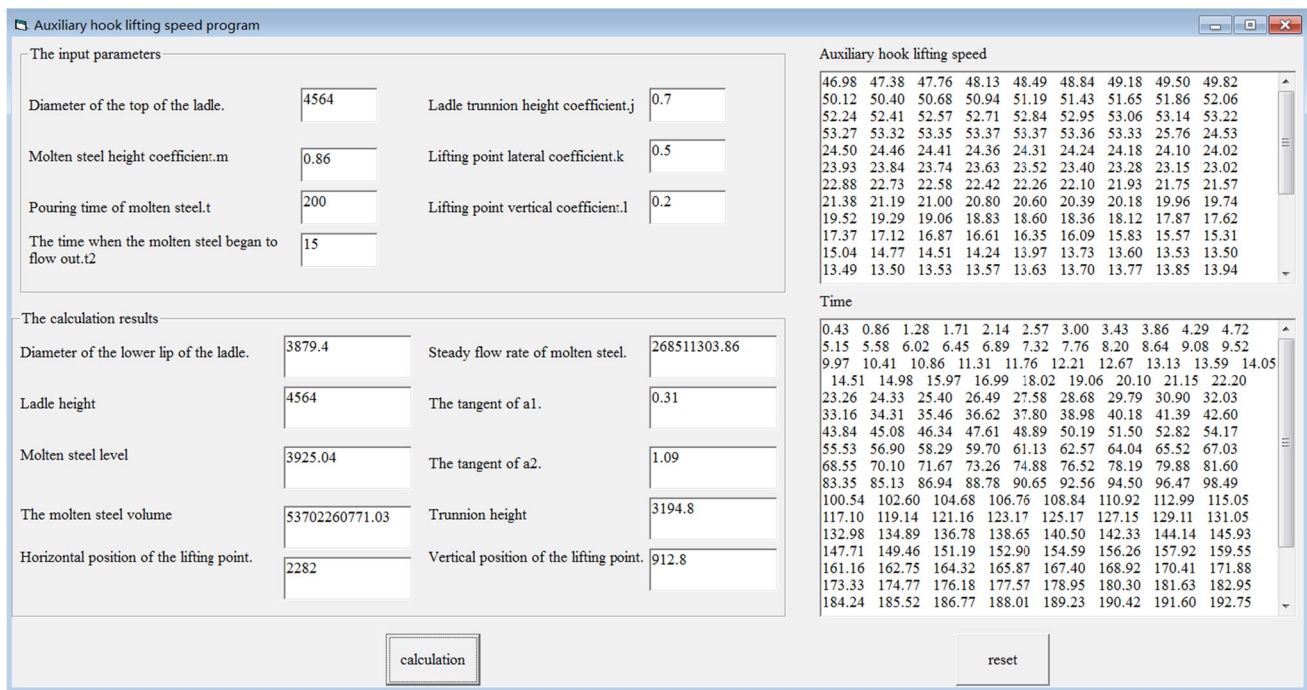 Auxiliary hook lifting speed program
The input parameters
Diameter of the top of the ladle.
4564
Ladle trunnion height coefficient.j
0.7
Molten steel height coefficient.m
0.86
Lifting point lateral coefficient.k
0.5
Pouring time of molten steel.t
200
Lifting point vertical coefficient.l
0.2
The time when the molten steel began to
flow out.t2
15
The calculation results
Diameter of the lower lip of the ladle.
3879.4
Steady flow rate of molten steel.
268511303.86
Ladle height
4564
The tangent of a1.
0.31
Molten steel level
3925.04
The tangent of a2.
1.09
The molten steel volume
53702260771.03
Trunnion height
3194.8
Horizontal position of the lifting point.
2282
Vertical position of the lifting point.
912.8
calculation
Auxiliary hook lifting speed
46.98 47.38 47.76 48.13 48.49 48.84 49.18 49.50 49.82
50.12 50.40 50.68 50.94 51.19 51.43 51.65 51.86 52.06
52.24 52.41 52.57 52.71 52.84 52.95 53.06 53.14 53.22
53.27 53.32 53.35 53.37 53.37 53.36 53.33 25.76 24.53
24.50 24.46 24.41 24.36 24.31 24.24 24.18 24.10 24.02
23.93 23.84 23.74 23.63 23.52 23.40 23.28 23.15 23.02
22.88 22.73 22.58 22.42 22.26 22.10 21.93 21.75 21.57
21.38 21.19 21.00 20.80 20.60 20.39 20.18 19.96 19.74
19.52 19.29 19.06 18.83 18.60 18.36 18.12 17.87 17.62
17.37 17.12 16.87 16.61 16.35 16.09 15.83 15.57 15.31
15.04 14.77 14.51 14.24 13.97 13.73 13.60 13.53 13.50
13.49 13.50 13.53 13.57 13.63 13.70 13.77 13.85 13.94
Time
0.43 0.86 1.28 1.71 2.14 2.57 3.00 3.43 3.86 4.29 4.72
5.15 5.58 6.02 6.45 6.89 7.32 7.76 8.20 8.64 9.08 9.52
9.97 10.41 10.86 11.31 11.76 12.21 12.67 13.13 13.59 14.05
14.51 14.98 15.97 16.99 18.02 19.06 20.10 21.15 22.20
23.26 24.33 25.40 26.49 27.58 28.68 29.79 30.90 32.03
33.16 34.31 35.46 36.62 37.80 38.98 40.18 41.39 42.60
43.84 45.08 46.34 47.61 48.89 50.19 51.50 52.82 54.17
55.53 56.90 58.29 59.70 61.13 62.57 64.04 65.52 67.03
68.55 70.10 71.67 73.26 74.88 76.52 78.19 79.88 81.60
83.35 85.13 86.94 88.78 90.65 92.56 94.50 96.47 98.49
100.54 102.60 104.68 106.76 108.84 110.92 112.99 115.05
117.10 119.14 121.16 123.17 125.17 127.15 129.11 131.05
132.98 134.89 136.78 138.65 140.50 142.33 144.14 145.93
147.71 149.46 151.19 152.90 154.59 156.26 157.92 159.55
161.16 162.75 164.32 165.87 167.40 168.92 170.41 171.88
173.33 174.77 176.18 177.57 178.95 180.30 181.63 182.95
184.24 185.52 186.77 188.01 189.23 190.42 191.60 192.75
reset